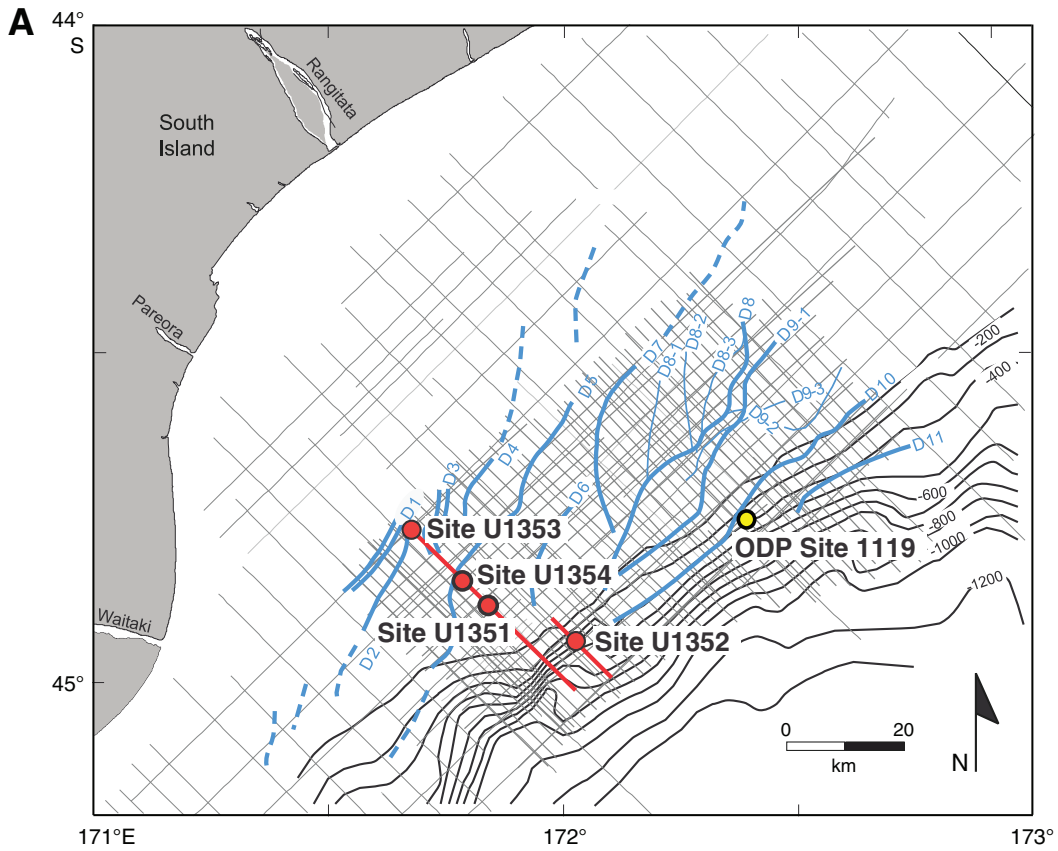 A
44°
S
Rangitata
South
Island
Pareora
Waitaki
45°
D1
D2
D3
D4
D5
D6
D7
D8-1
D8-2
D8-3
D8
D9-1
D9-2
D9-3
D10
D11
-200
-400
-600
-800
-1000
-1200
Site U1353
Site U1354
Site U1351
Site U1352
ODP Site 1119
0 20
km
N
171°E 172° 173°